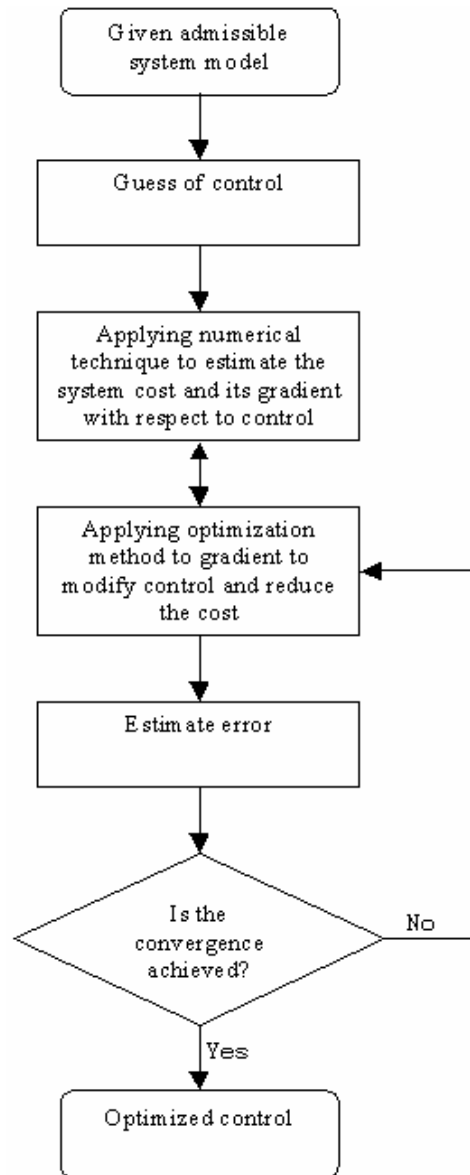 Given admissible
system model
Guess of control
Applying numerical
technique to estimate the
system cost and its gradient
with respect to control
Applying optimization
method to gradient to
modify control and reduce
the cost
Estimate error
Is the
convergence
achieved?
No
Yes
Optimized control